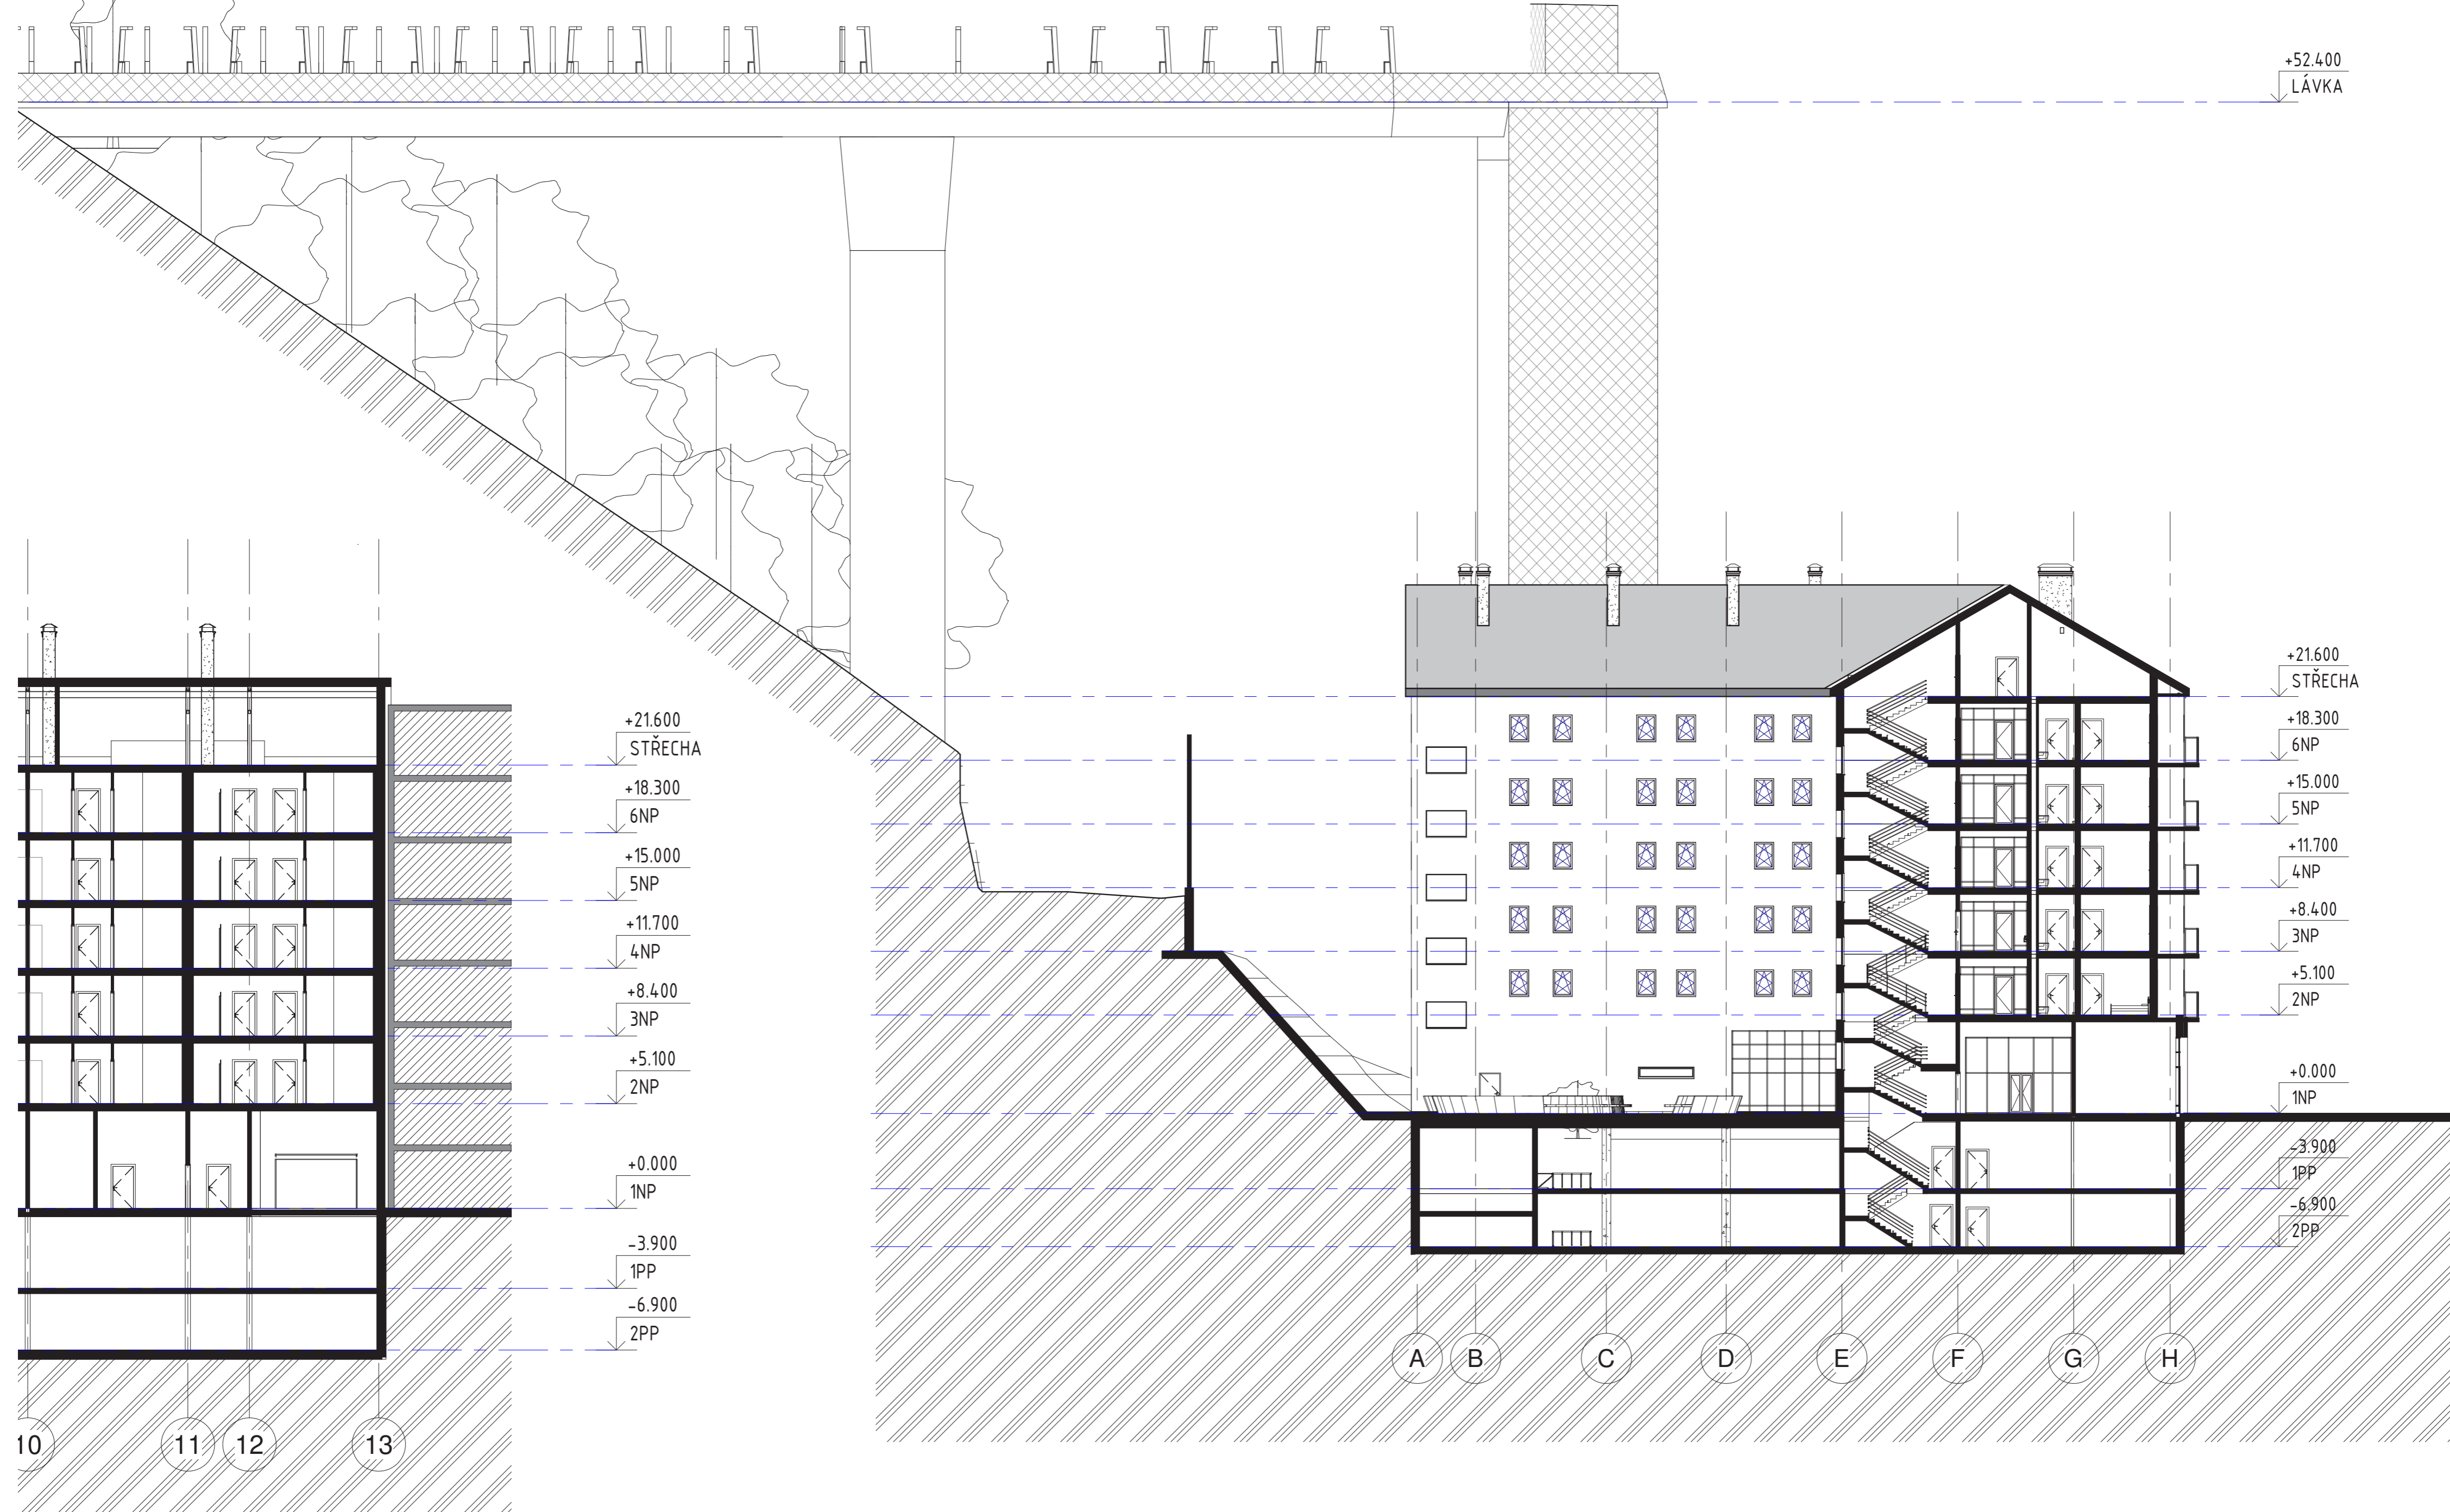 +52.400
LÁVKA
+21.600
STŘECHA
+18.300
6NP
+15.000
5NP
+11.700
4NP
+8.400
3NP
+5.100
2NP
+0.000
1NP
-3.900
1PP
-6.900
2PP
10 11 12 13
+21.600
STŘECHA
+18.300
6NP
+15.000
5NP
+11.700
4NP
+8.400
3NP
+5.100
2NP
+0.000
1NP
-3.900
1PP
-6.900
2PP
A B C D E F G H